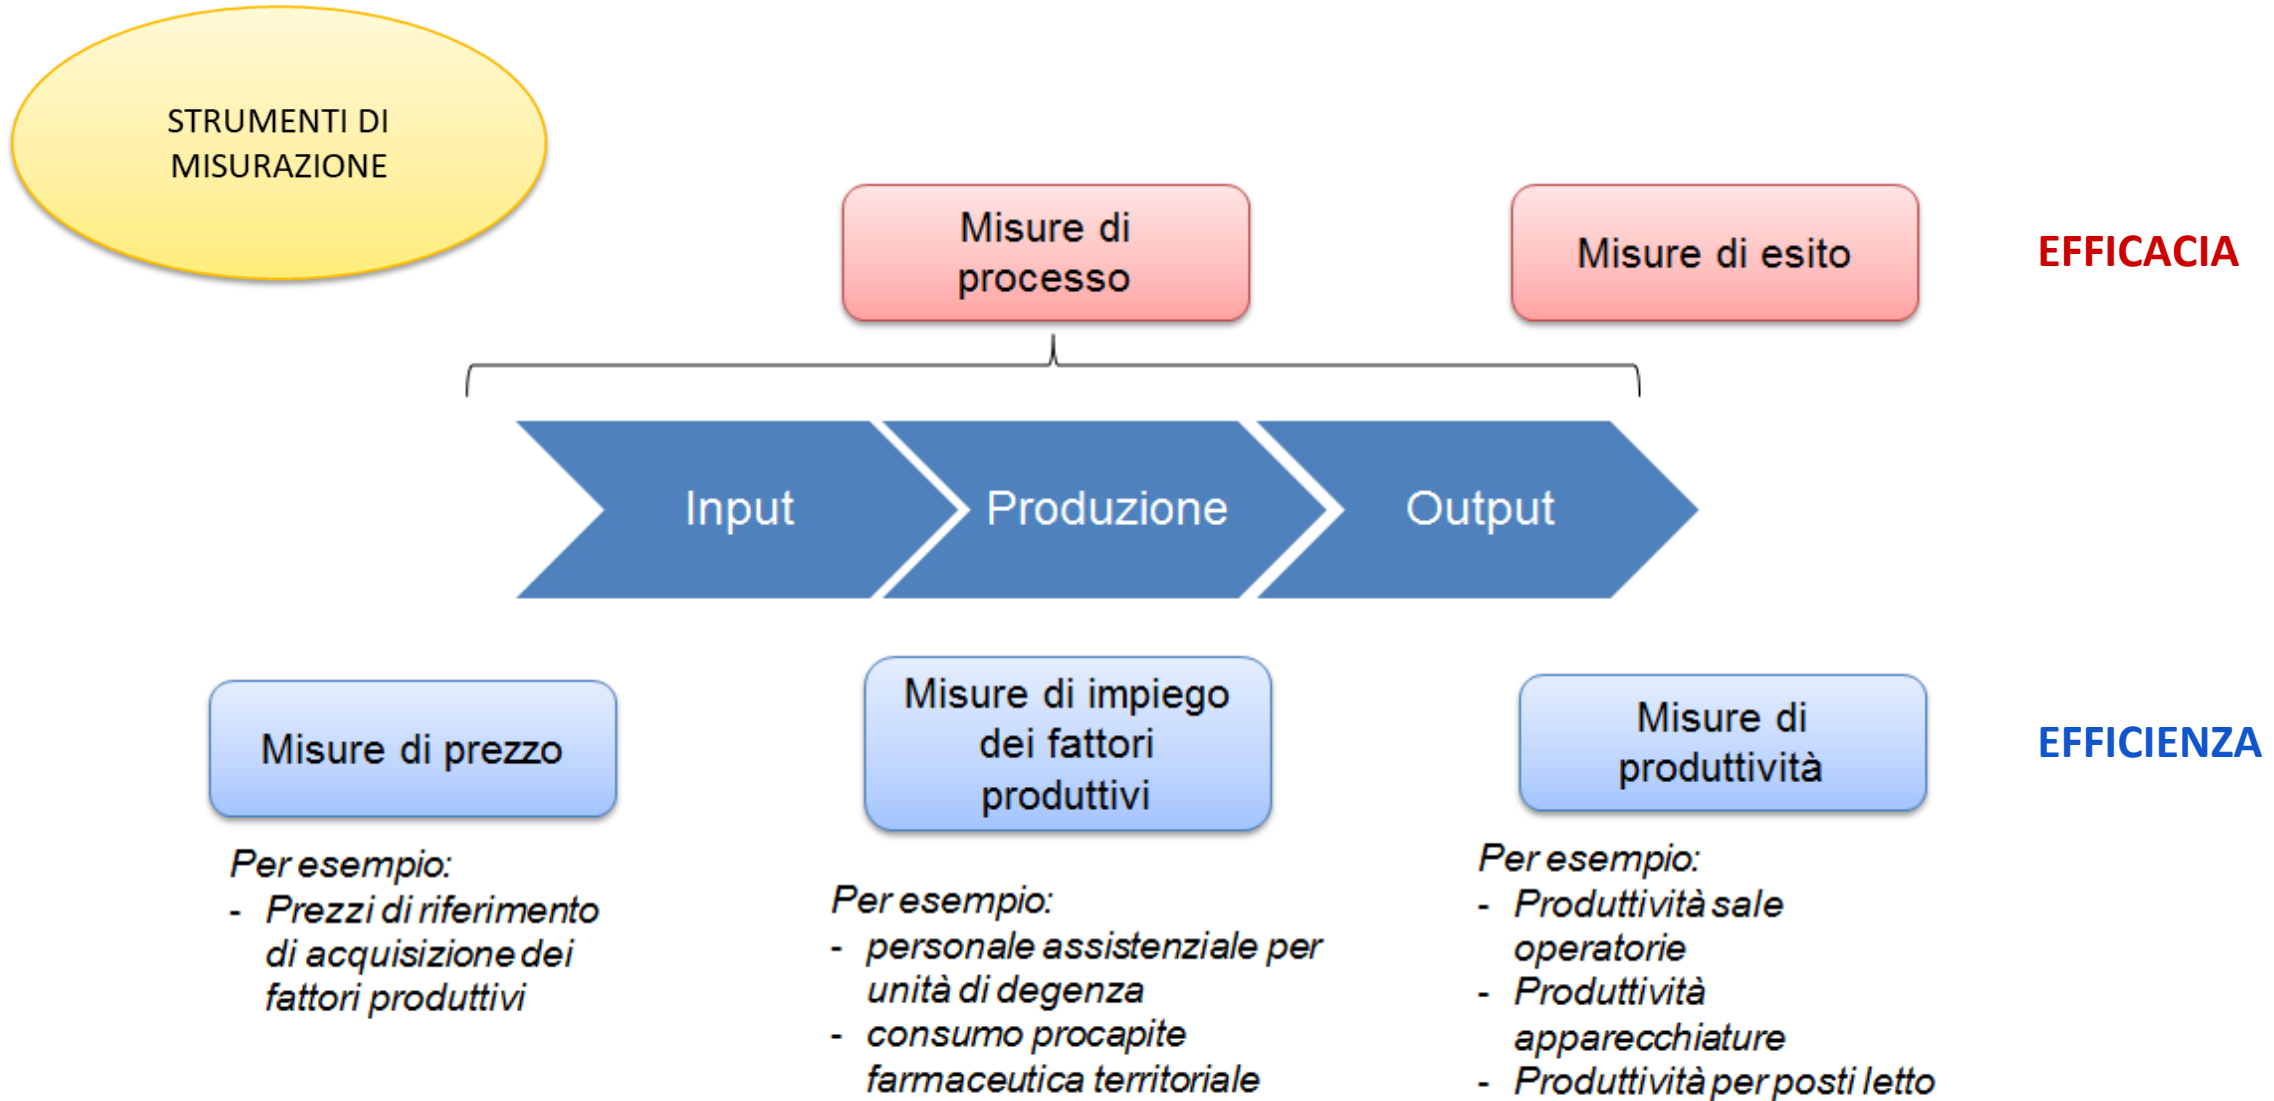 STRUMENTI DI
MISURAZIONE
Misure di
processo
Misure di esito
EFFICACIA
Input
Produzione
Output
Misure di prezzo
Misure di impiego
dei fattori
produttivi
Misure di
produttività
EFFICIENZA
Per esempio:
- Prezzi di riferimento
di acquisizione dei
fattori produttivi
Per esempio:
- personale assistenziale per
unità di degenza
- consumo procapite
farmaceutica territoriale
Per esempio:
- Produttività sale
operatorie
- Produttività
apparecchiature
- Produttività per posti letto